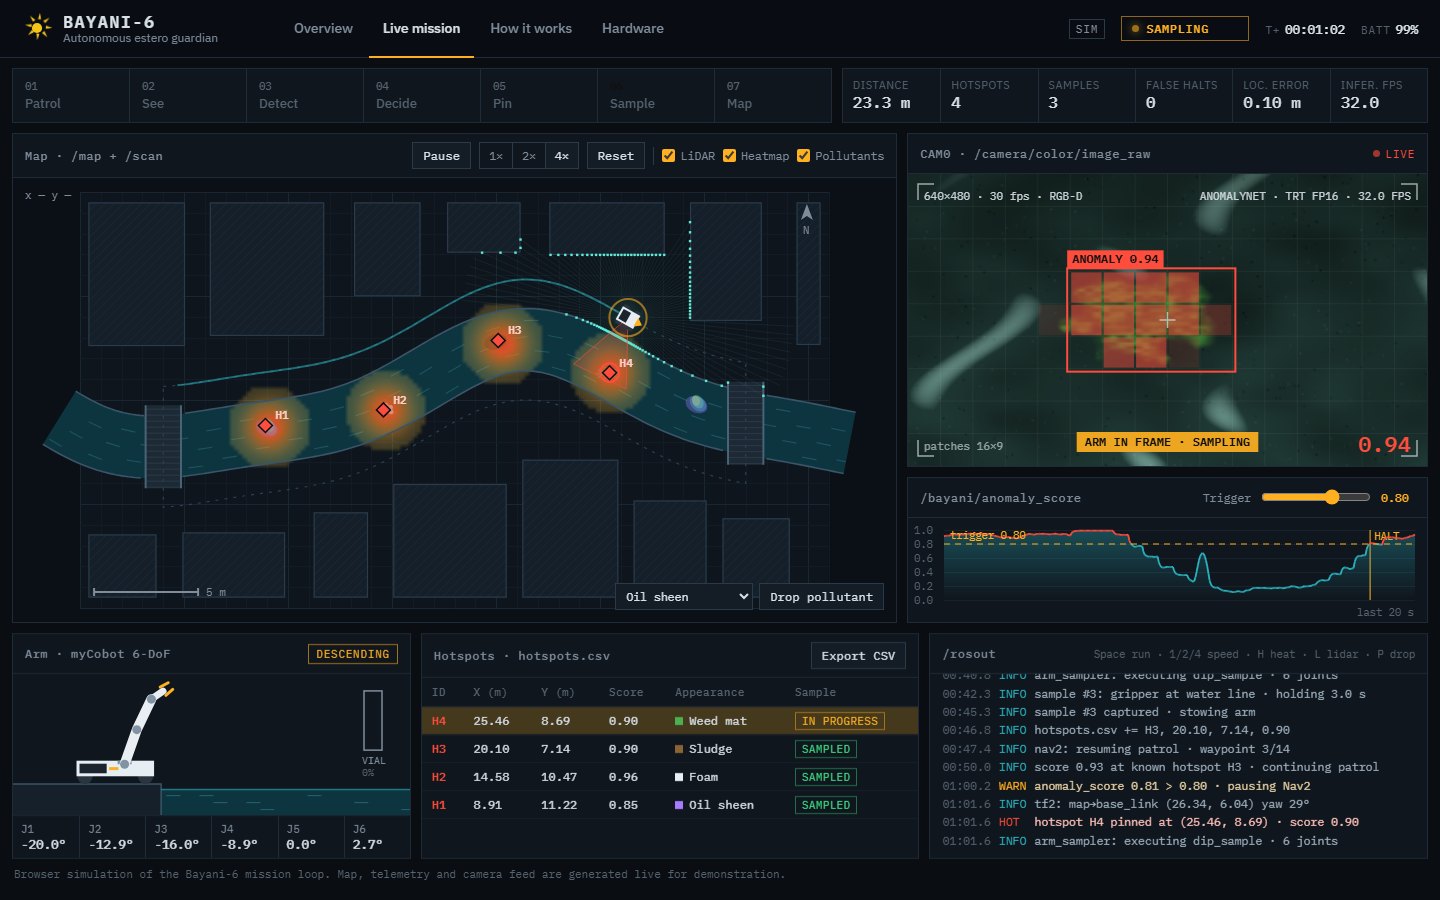 BAYANI-6
Autonomous estero guardian
Overview
Live mission
How it works
Hardware
SIM
SAMPLING
T+ 00:01:02
BATT 99%
01
Patrol
02
See
03
Detect
04
Decide
05
Pin
06
Sample
07
Map
DISTANCE
23.3 m
HOTSPOTS
4
SAMPLES
3
FALSE HALTS
0
LOC. ERROR
0.10 m
INFER. FPS
32.0
Map · /map + /scan
Pause
1×
2×
4×
Reset
LiDAR
Heatmap
Pollutants
x — y —
N
H3
H4
H2
H1
5 m
Oil sheen
Drop pollutant
CAM0 · /camera/color/image_raw
LIVE
640×480 · 30 fps · RGB-D
ANOMALYNET · TRT FP16 · 32.0 FPS
ANOMALY 0.94
ARM IN FRAME · SAMPLING
patches 16×9
0.94
/bayani/anomaly_score
Trigger
0.80
1.0
0.8
0.6
0.4
0.2
0.0
trigger 0.80
HALT
last 20 s
Arm · myCobot 6-DoF
DESCENDING
VIAL
0%
J1
-20.0°
J2
-12.9°
J3
-16.0°
J4
-8.9°
J5
0.0°
J6
2.7°
Hotspots · hotspots.csv
Export CSV
ID X (m) Y (m) Score Appearance Sample
H4 25.46 8.69 0.90 Weed mat IN PROGRESS
H3 20.10 7.14 0.90 Sludge SAMPLED
H2 14.58 10.47 0.96 Foam SAMPLED
H1 8.91 11.22 0.85 Oil sheen SAMPLED
/rosout
Space run · 1/2/4 speed · H heat · L lidar · P drop
00:40.8 INFO arm_sampler: executing dip_sample · 6 joints
00:42.3 INFO sample #3: gripper at water line · holding 3.0 s
00:45.3 INFO sample #3 captured · stowing arm
00:46.8 INFO hotspots.csv += H3, 20.10, 7.14, 0.90
00:47.4 INFO nav2: resuming patrol · waypoint 3/14
00:50.0 INFO score 0.93 at known hotspot H3 · continuing patrol
01:00.2 WARN anomaly_score 0.81 > 0.80 · pausing Nav2
01:01.6 INFO tf2: map→base_link (26.34, 6.04) yaw 29°
01:01.6 HOT hotspot H4 pinned at (25.46, 8.69) · score 0.90
01:01.6 INFO arm_sampler: executing dip_sample · 6 joints
Browser simulation of the Bayani-6 mission loop. Map, telemetry and camera feed are generated live for demonstration.